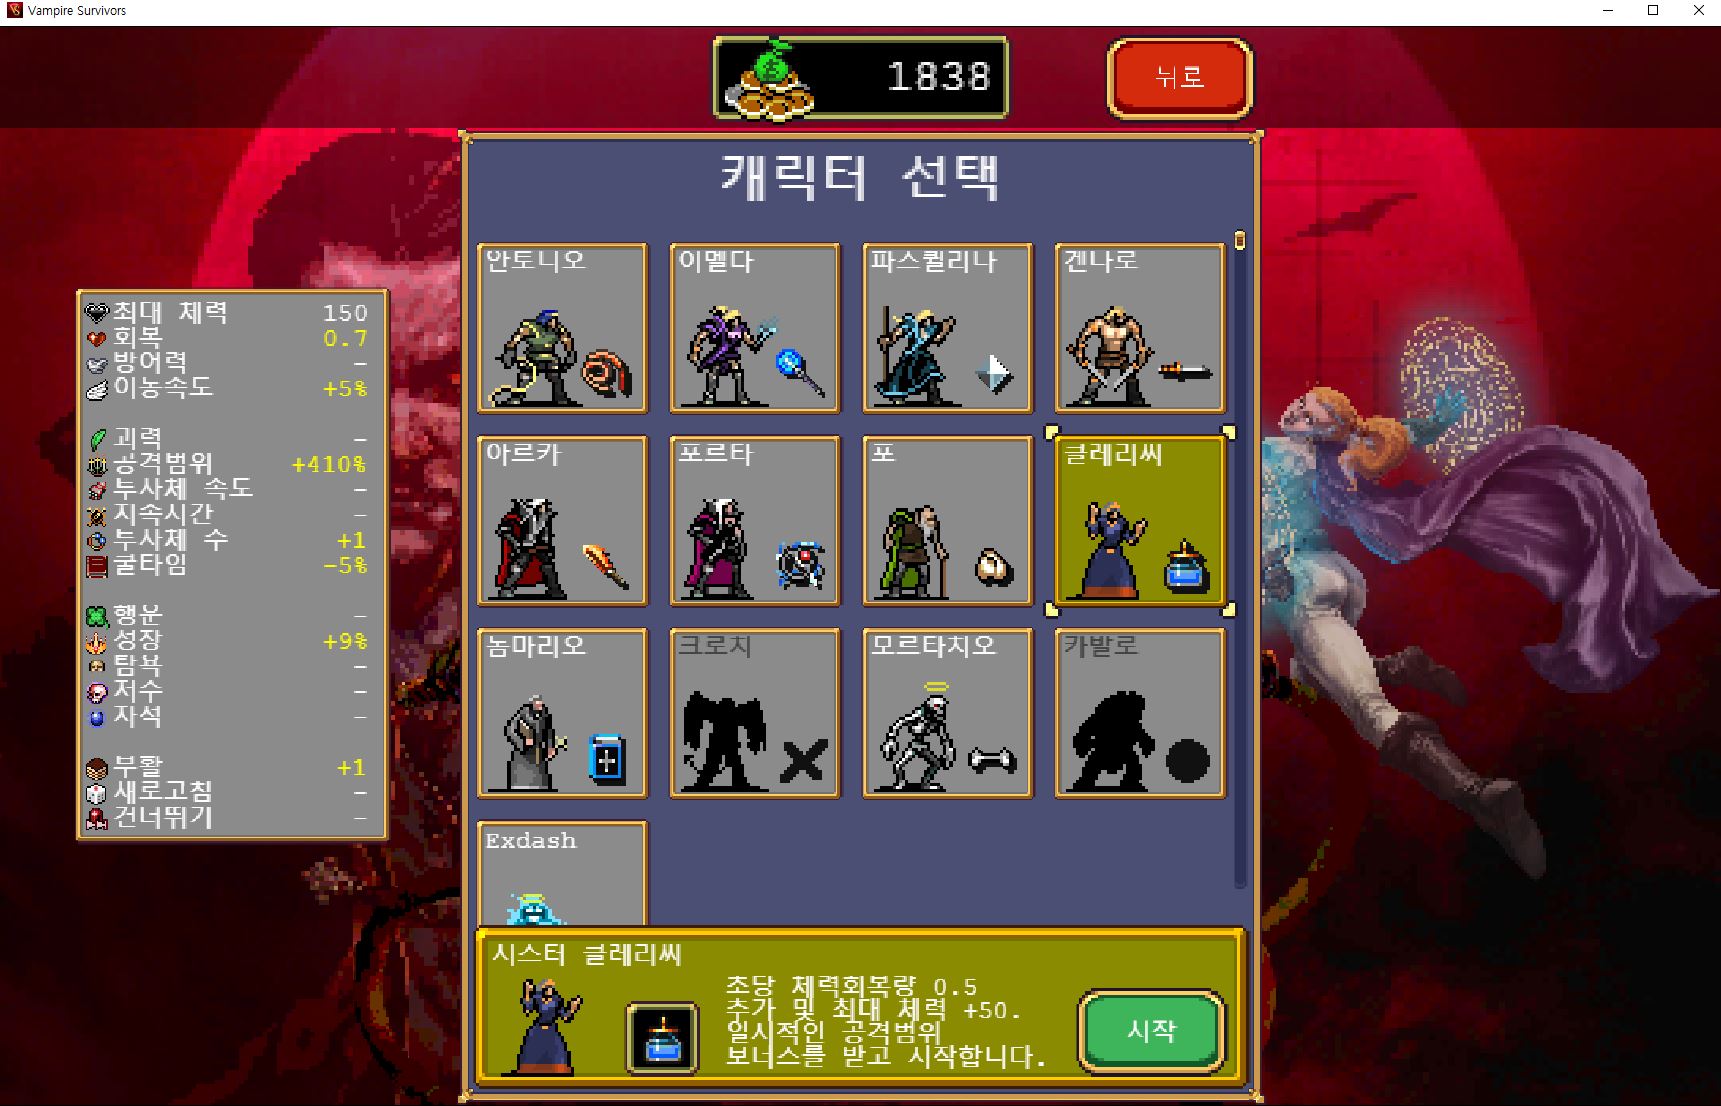 Vampire Survivors
1838
뒤로
캐릭터 선택
안토니오
이멜다
파스퀼리나
겐나로
아르카
포르타
포
클레리씨
놈마리오
크로치
모르타치오
카발로
Exdash
최대 체력 150
회복 0.7
방어력 -
이동속도 +5%
괴력 -
공격범위 +410%
투사체 속도 -
지속시간 -
투사체 수 +1
쿨타임 -5%
행운 -
성장 +9%
탐욕 -
저주 -
자석 -
부활 +1
새로고침 -
건너뛰기 -
시스터 클레리씨
초당 체력회복량 0.5
추가 및 최대 체력 +50.
일시적인 공격범위
보너스를 받고 시작합니다.
시작